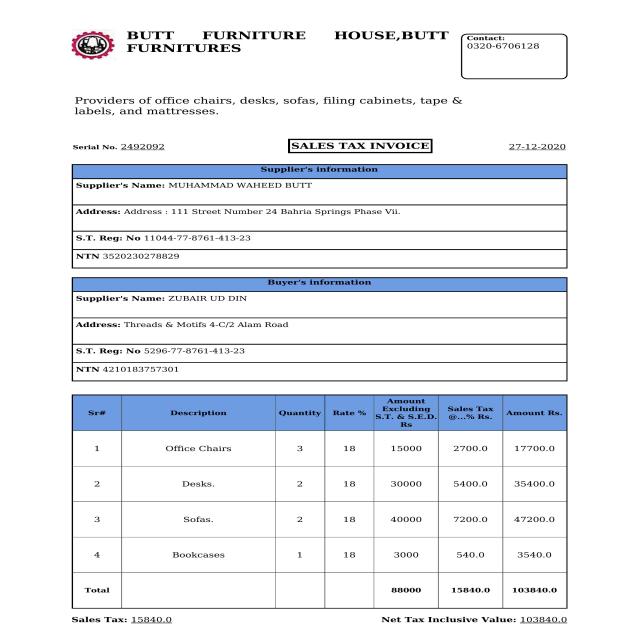 BUTT FURNITURE HOUSE,BUTT
FURNITURES
Contact:
0320-6706128
Providers of office chairs, desks, sofas, filing cabinets, tape &
labels, and mattresses.
Serial No. 2492092 SALES TAX INVOICE 27-12-2020
Supplier's information
Supplier's Name: MUHAMMAD WAHEED BUTT
Address: Address : 111 Street Number 24 Bahria Springs Phase Vii.
S.T. Reg: No 11044-77-8761-413-23
NTN 3520230278829
Buyer's information
Supplier's Name: ZUBAIR UD DIN
Address: Threads & Motifs 4-C/2 Alam Road
S.T. Reg: No 5296-77-8761-413-23
NTN 4210183757301
Sr# Description Quantity Rate % Amount Excluding S.T. & S.E.D. Rs Sales Tax @...% Rs. Amount Rs.
1 Office Chairs 3 18 15000 2700.0 17700.0
2 Desks. 2 18 30000 5400.0 35400.0
3 Sofas. 2 18 40000 7200.0 47200.0
4 Bookcases 1 18 3000 540.0 3540.0
Total 88000 15840.0 103840.0
Sales Tax: 15840.0 Net Tax Inclusive Value: 103840.0